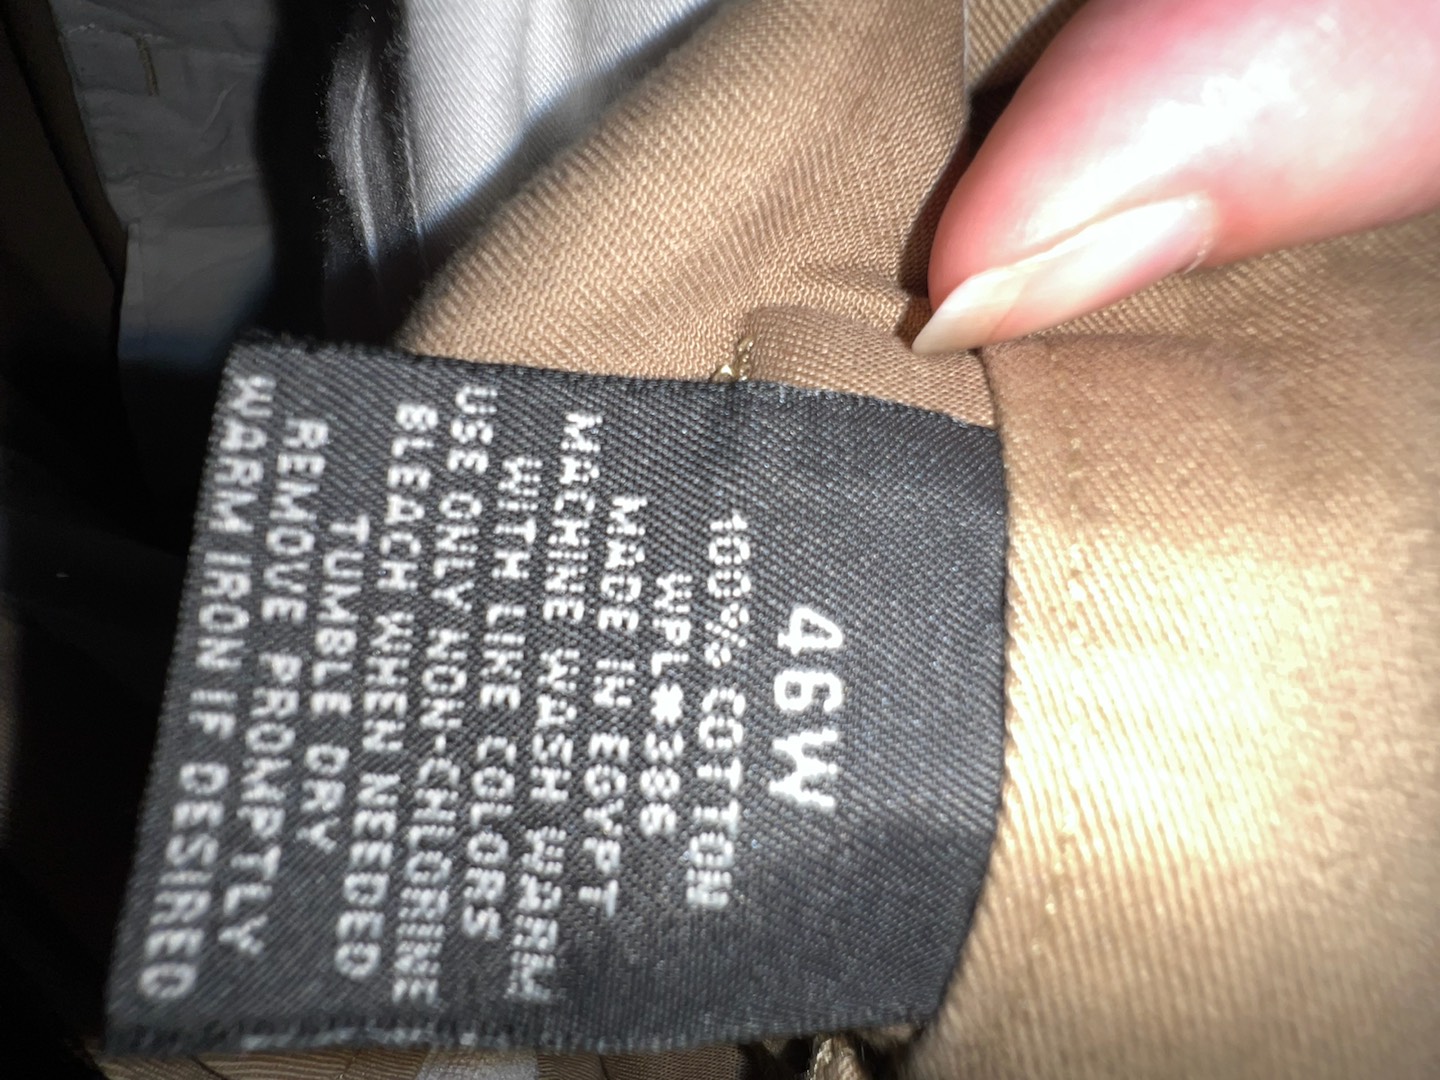 46W
100% COTTON
WPL*386
MADE IN EGYPT
MACHINE WASH WARM
WITH LIKE COLORS
USE ONLY NON-CHLORINE
BLEACH WHEN NEEDED
TUMBLE DRY
REMOVE PROMPTLY
WARM IRON IF DESIRED